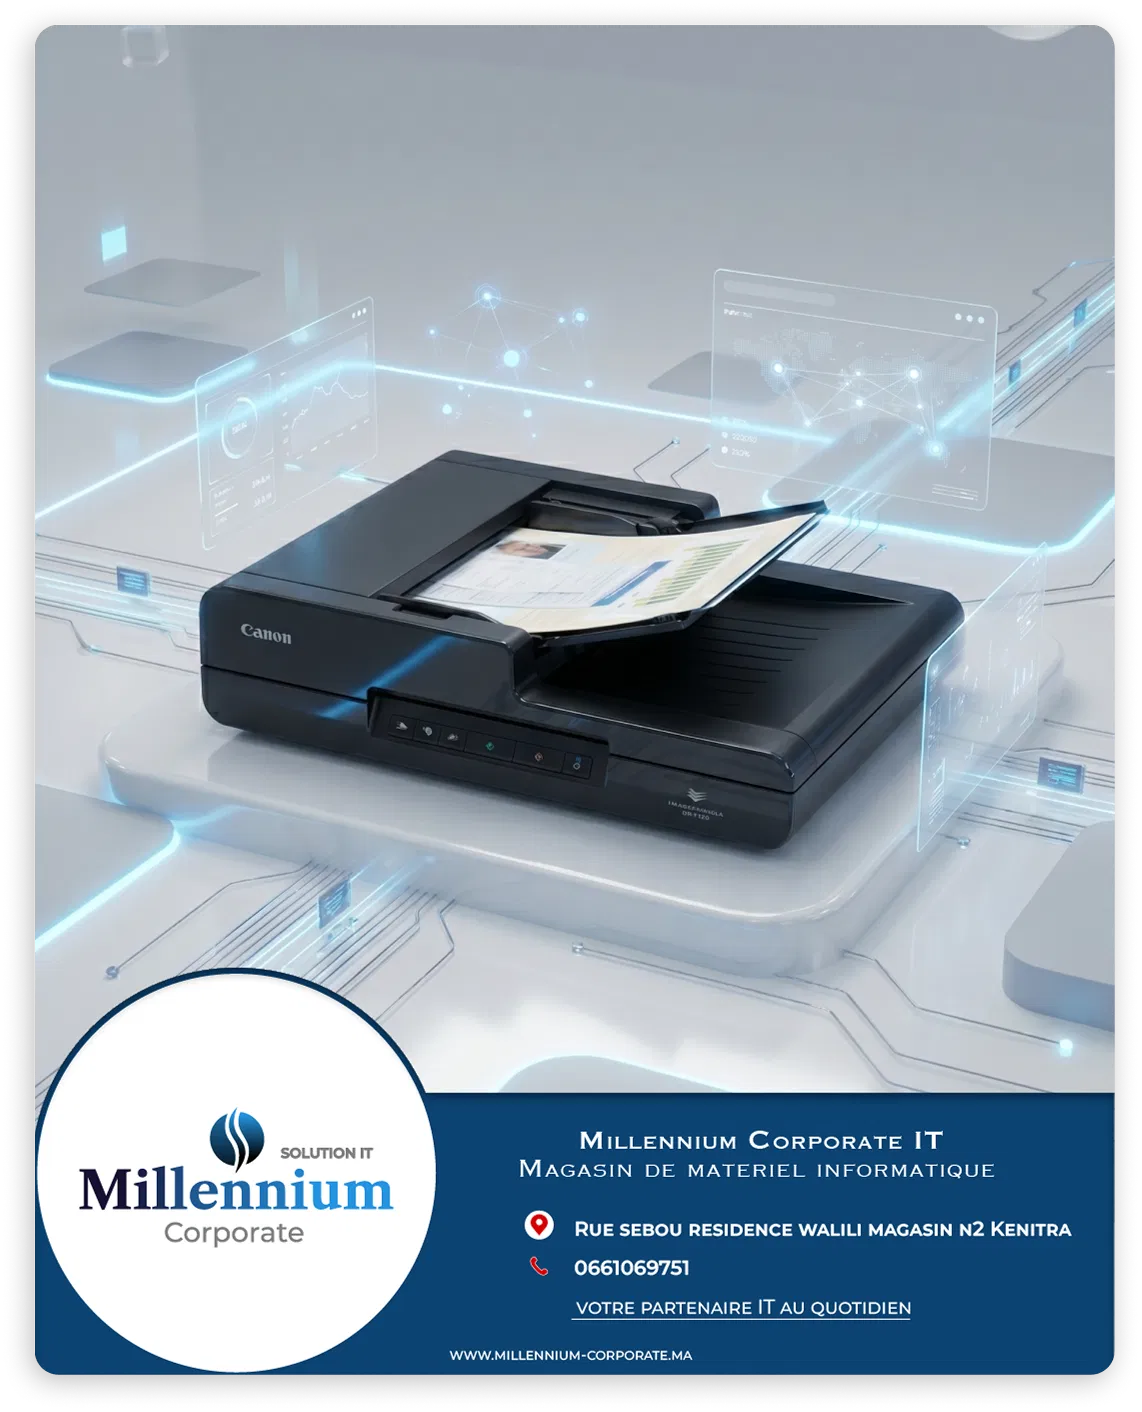 Canon
SOLUTION IT
Millennium
Corporate
MILLENNIUM CORPORATE IT
MAGASIN DE MATERIEL INFORMATIQUE
RUE SEBOU RESIDENCE WALILI MAGASIN N2 KENITRA
0661069751
VOTRE PARTENAIRE IT AU QUOTIDIEN
WWW.MILLENNIUM-CORPORATE.MA